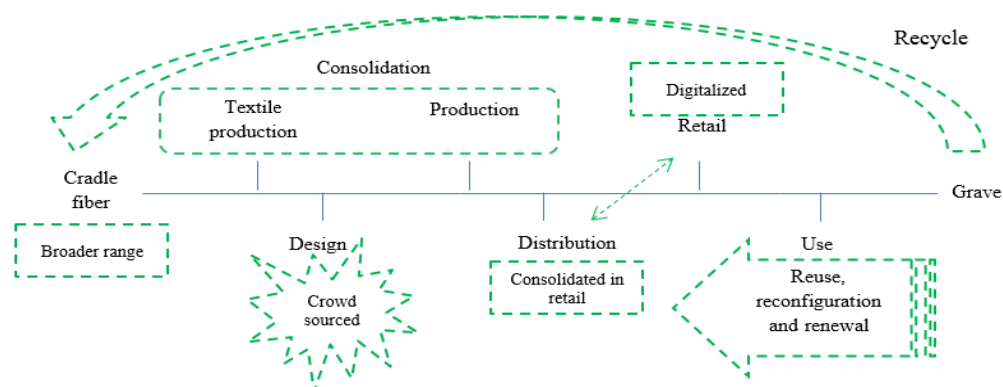 Recycle
Consolidation
Digitalized
Textile
production
Production
Retail
Cradle
fiber
Grave
Broader range
Design
Distribution
Use
Crowd
sourced
Consolidated in
retail
Reuse,
reconfiguration
and renewal